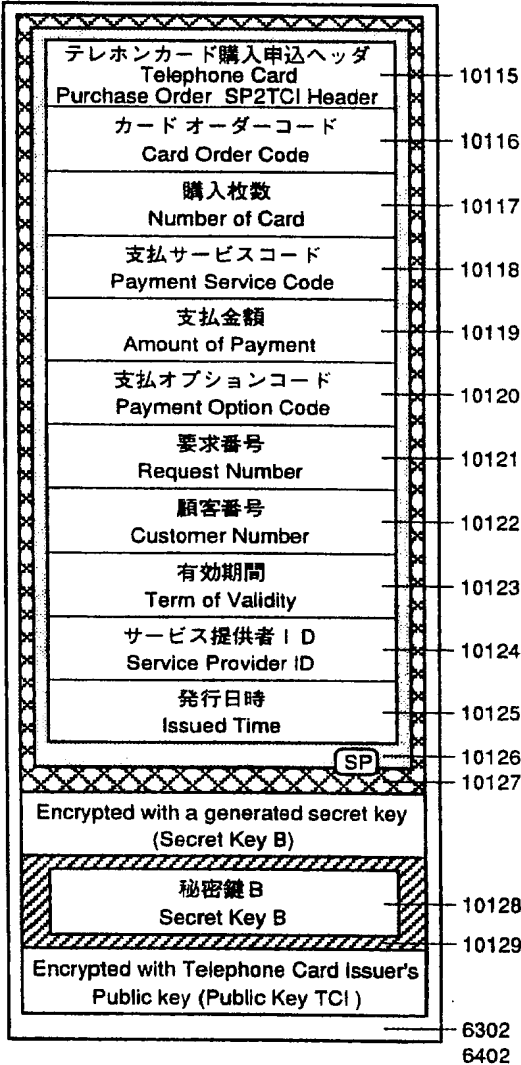 テレホンカード購入申込ヘッダ
Telephone Card
Purchase Order SP2TCI Header
10115
カード オーダーコード
Card Order Code
10116
購入枚数
Number of Card
10117
支払サービスコード
Payment Service Code
10118
支払金額
Amount of Payment
10119
支払オプションコード
Payment Option Code
10120
要求番号
Request Number
10121
顧客番号
Customer Number
10122
有効期間
Term of Validity
10123
サービス提供者ＩＤ
Service Provider ID
10124
発行日時
Issued Time
10125
SP
10126
10127
Encrypted with a generated secret key
(Secret Key B)
秘密鍵B
Secret Key B
10128
10129
Encrypted with Telephone Card Issuer's
Public key (Public Key TCI )
6302
6402